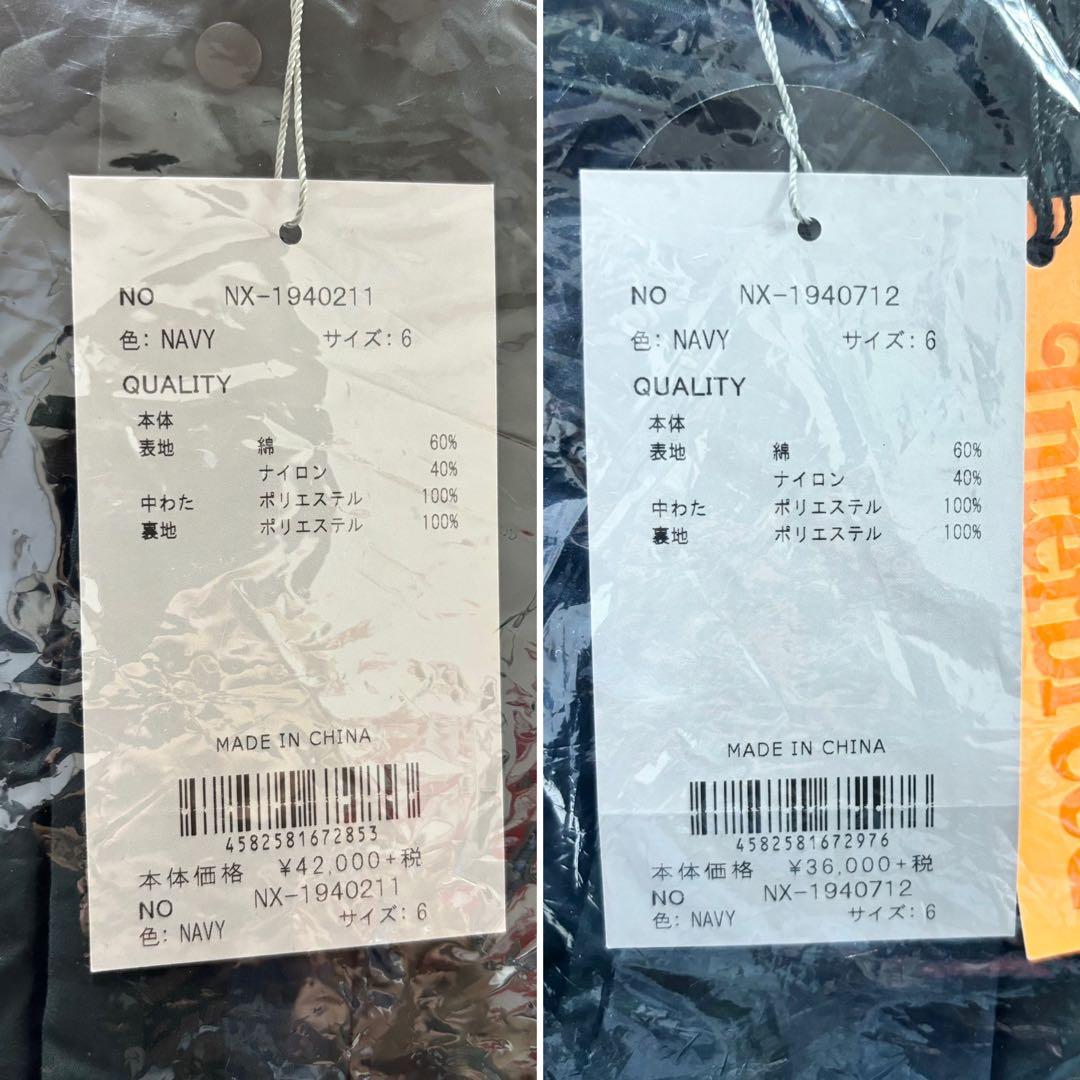 NO NX-1940211
色: NAVY サイズ: 6
QUALITY
本体
表地 綿 60%
ナイロン 40%
中わた ポリエステル 100%
裏地 ポリエステル 100%
MADE IN CHINA
4582581672853
本体価格 ¥42,000+税
NO NX-1940211
色: NAVY サイズ: 6
NO NX-1940712
色: NAVY サイズ: 6
QUALITY
本体
表地 綿 60%
ナイロン 40%
中わた ポリエステル 100%
裏地 ポリエステル 100%
MADE IN CHINA
4582581672976
本体価格 ¥36,000+税
NO NX-1940712
色: NAVY サイズ: 6